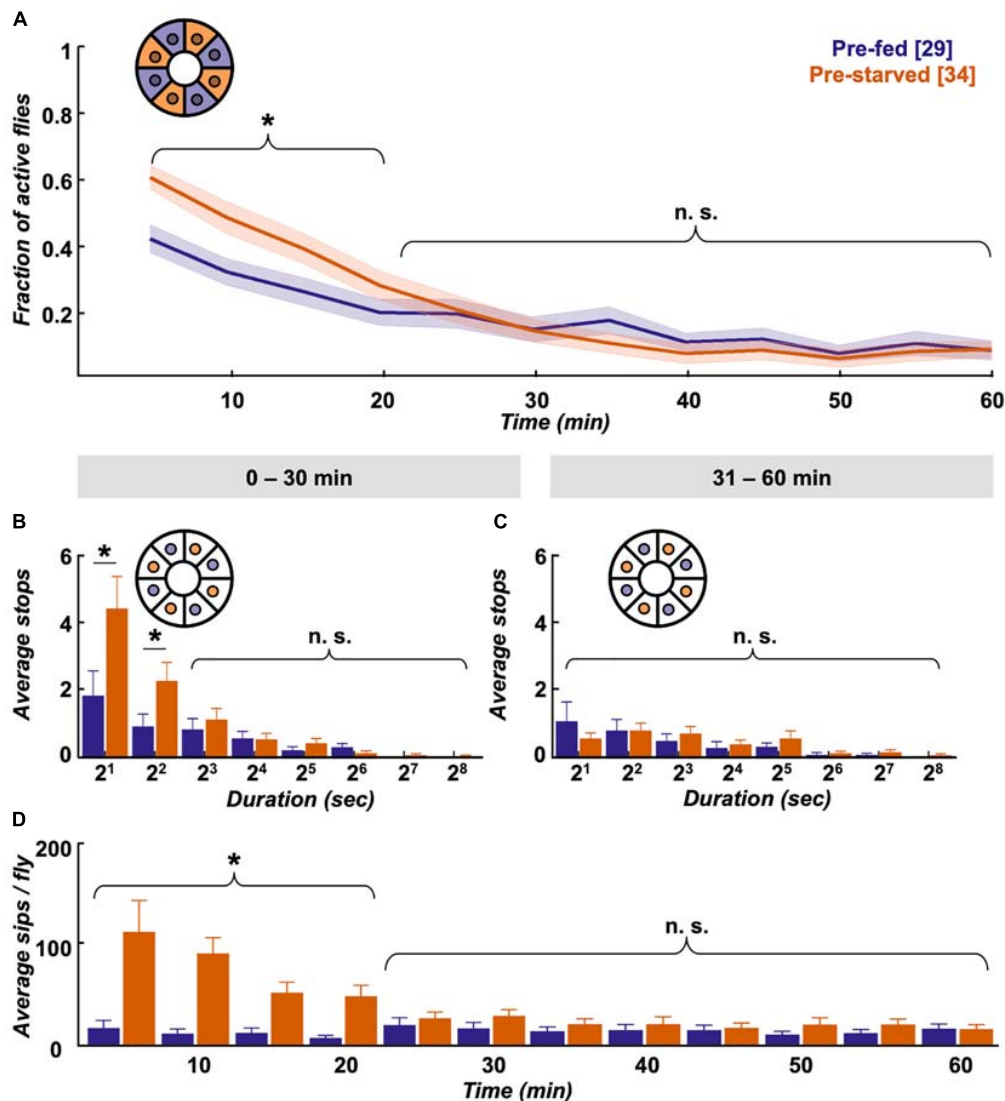 A
Pre-fed [29]
Pre-starved [34]
*
n. s.
1
0.8
0.6
0.4
0.2
Fraction of active flies
10 20 30 40 50 60
Time (min)
0 – 30 min
31 – 60 min
B
*
*
n. s.
6
4
2
0
Average stops
2¹ 2² 2³ 2⁴ 2⁵ 2⁶ 2⁷ 2⁸
Duration (sec)
C
n. s.
6
4
2
0
Average stops
2¹ 2² 2³ 2⁴ 2⁵ 2⁶ 2⁷ 2⁸
Duration (sec)
D
*
n. s.
200
100
0
Average sips / fly
10 20 30 40 50 60
Time (min)